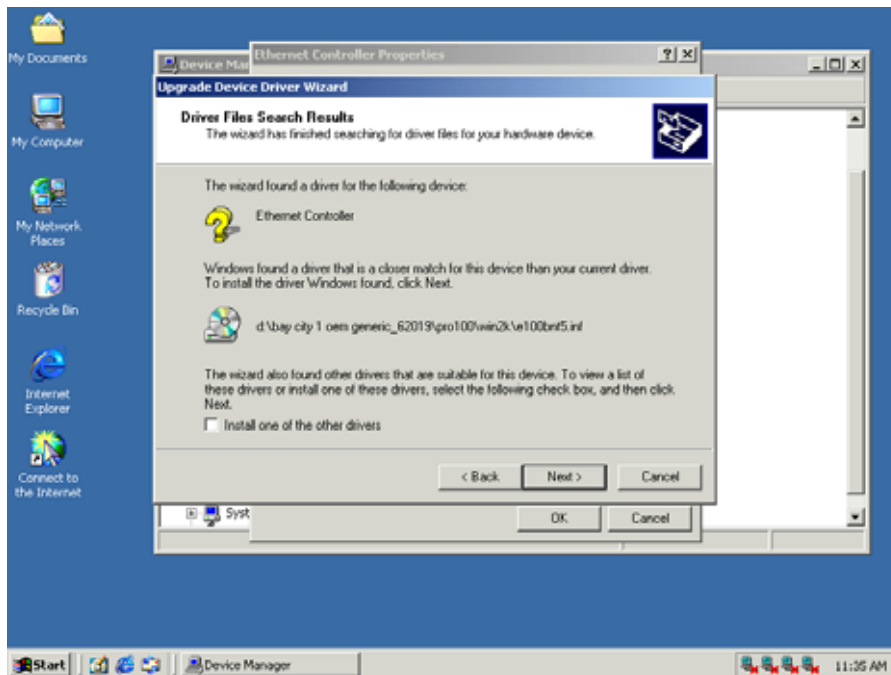 My Documents
My Computer
My Network
Places
Recycle Bin
Internet
Explorer
Connect to
the Internet
Device Mar
Ethernet Controller Properties
Upgrade Device Driver Wizard
Driver Files Search Results
The wizard has finished searching for driver files for your hardware device.
The wizard found a driver for the following device:
Ethernet Controller
Windows found a driver that is a closer match for this device than your current driver.
To install the driver Windows found, click Next.
d:\bay city 1 oem generic_62019\pro100\win2k\e100bnt5.inf
The wizard also found other drivers that are suitable for this device. To view a list of
these drivers or install one of these drivers, select the following check box, and then click
Next.
Install one of the other drivers
< Back
Next >
Cancel
Syst
OK
Cancel
Start
Device Manager
11:35 AM